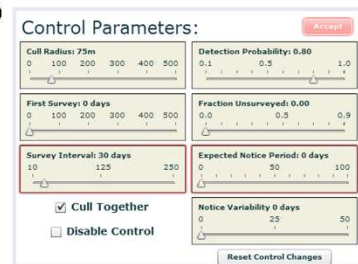 Control Parameters:
Accept
Cull Radius: 75m
0 100 200 300 400 500
Detection Probability: 0.80
0.1 0.5 1.0
First Survey: 0 days
0 100 200 300 400 500
Fraction Unsurveyed: 0.00
0.0 0.5 0.9
Survey Interval: 30 days
10 125 250
Expected Notice Period: 0 days
0 50 100
Cull Together
Notice Variability 0 days
0 25 50
Disable Control
Reset Control Changes